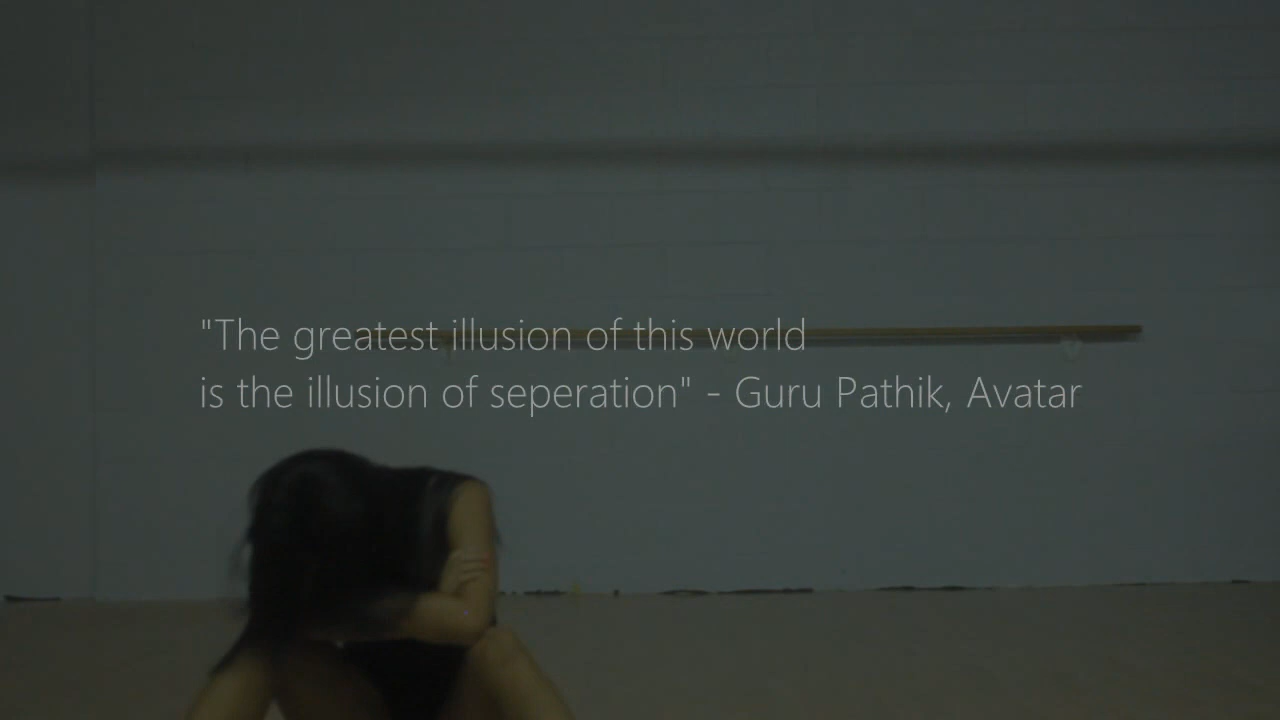 "The greatest illusion of this world
is the illusion of seperation" - Guru Pathik, Avatar